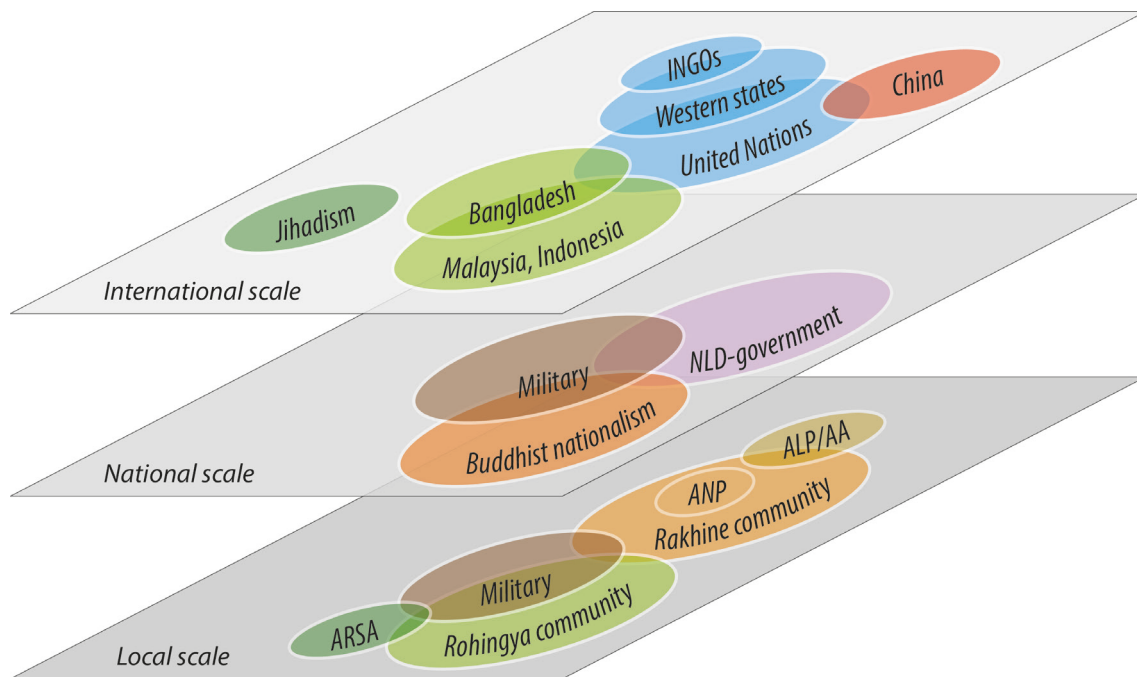 INGOs
Western states
China
United Nations
Bangladesh
Jihadism
Malaysia, Indonesia
International scale
NLD-government
Military
Buddhist nationalism
National scale
ALP/AA
ANP
Rakhine community
Military
Rohingya community
ARSA
Local scale